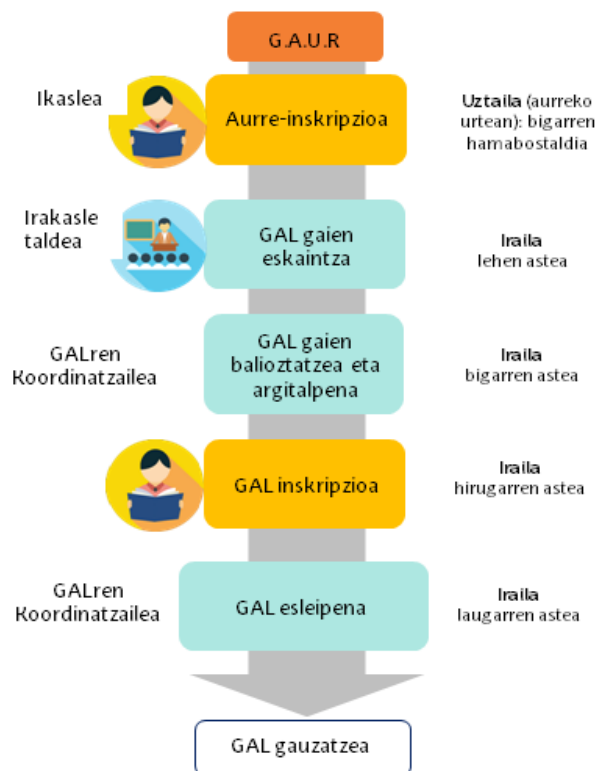 G.A.U.R
Ikaslea
Aurre-inskripzioa
Uztaila (aurreko
urtean): bigarren
hamabostaldia
Irakasle
taldea
GAL gaien
eskaintza
Iraila
lehen astea
GALren
Koordinatzailea
GAL gaien
balioztatzea eta
argitalpena
Iraila
bigarren astea
GAL inskripzioa
Iraila
hirugarren astea
GALren
Koordinatzailea
GAL esleipena
Iraila
laugarren astea
GAL gauzatzea